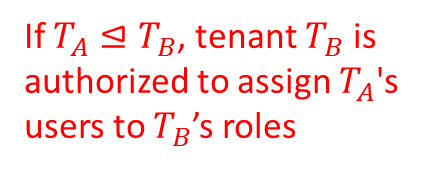 If T_A ⊴ T_B, tenant T_B is
authorized to assign T_A's
users to T_B’s roles